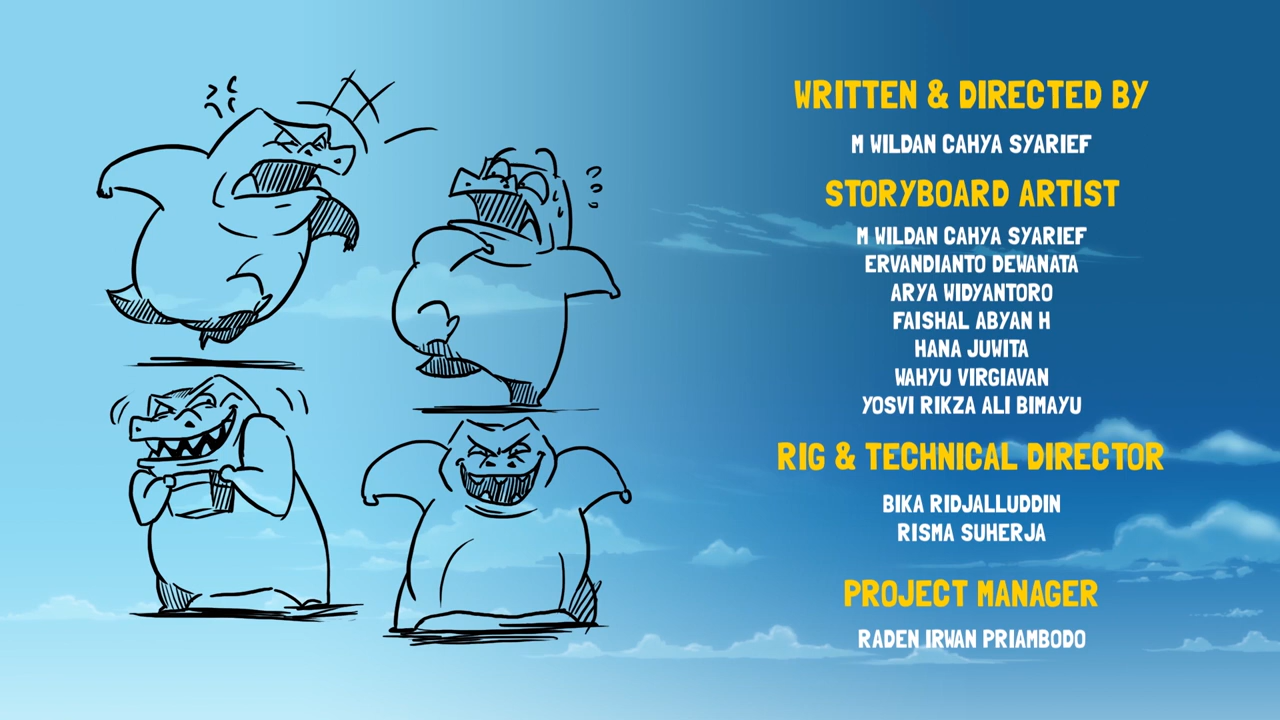 WRITTEN & DIRECTED BY
M WILDAN CAHYA SYARIEF
STORYBOARD ARTIST
M WILDAN CAHYA SYARIEF
ERVANDIANTO DEWANATA
ARYA WIDYANTORO
FAISHAL ABYAN H
HANA JUWITA
WAHYU VIRGIAVAN
YOSVI RIKZA ALI BIMAYU
RIG & TECHNICAL DIRECTOR
BIKA RIDJALLUDDIN
RISMA SUHERJA
PROJECT MANAGER
RADEN IRWAN PRIAMBODO